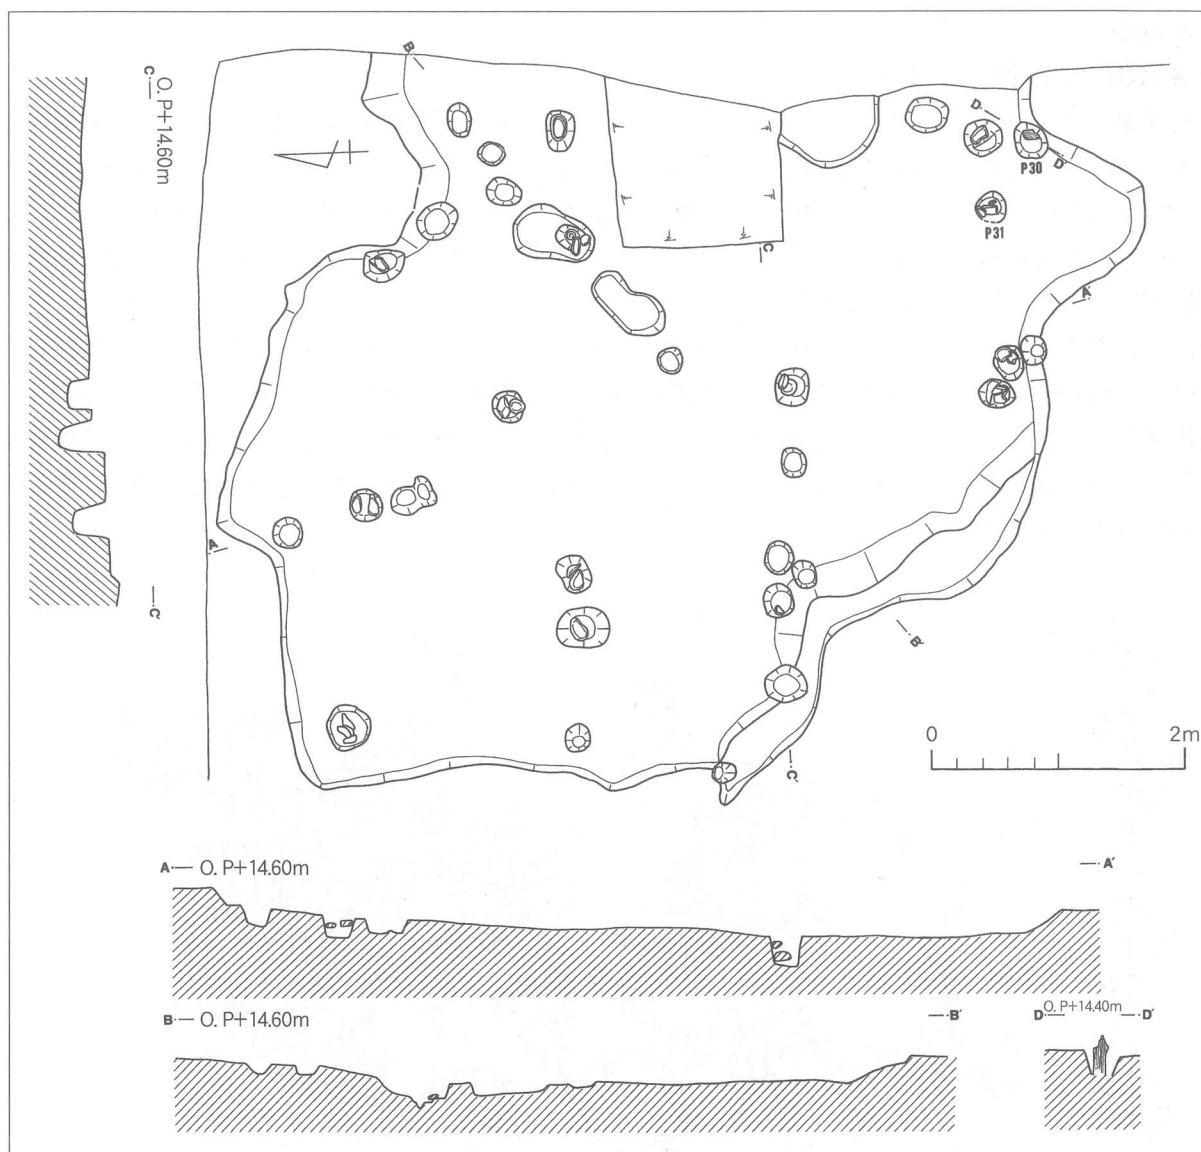 B
C
O. P+14.60m
D.
D'
P30
P31
C
A'
A
B'
C'
C'
0 2m
A O. P+14.60m A'
B O. P+14.60m B'
D O. P+14.40m D'